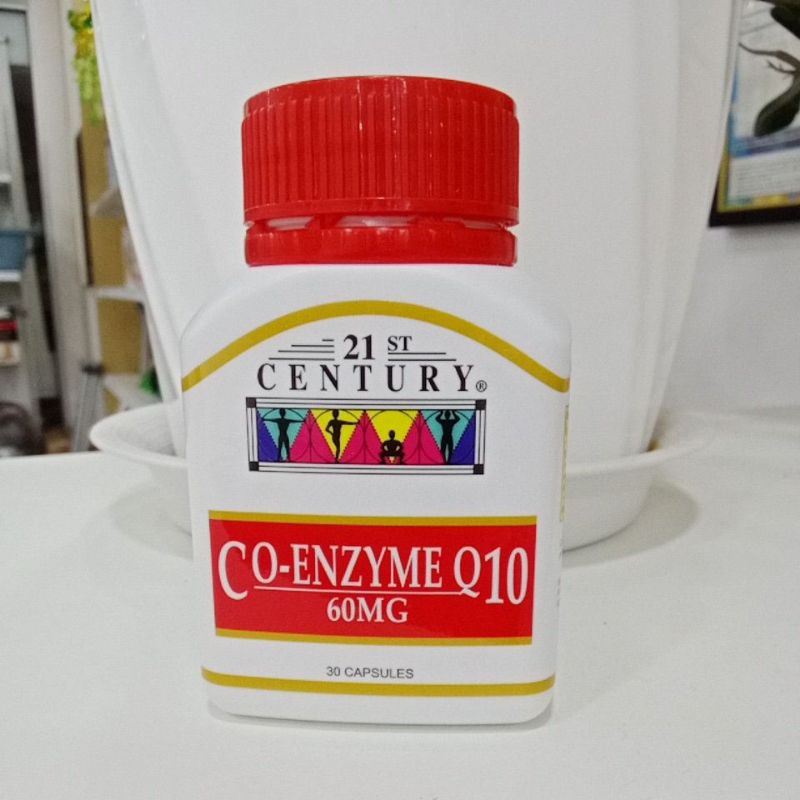 21 ST
CENTURY®
CO-ENZYME Q10
60MG
30 CAPSULES